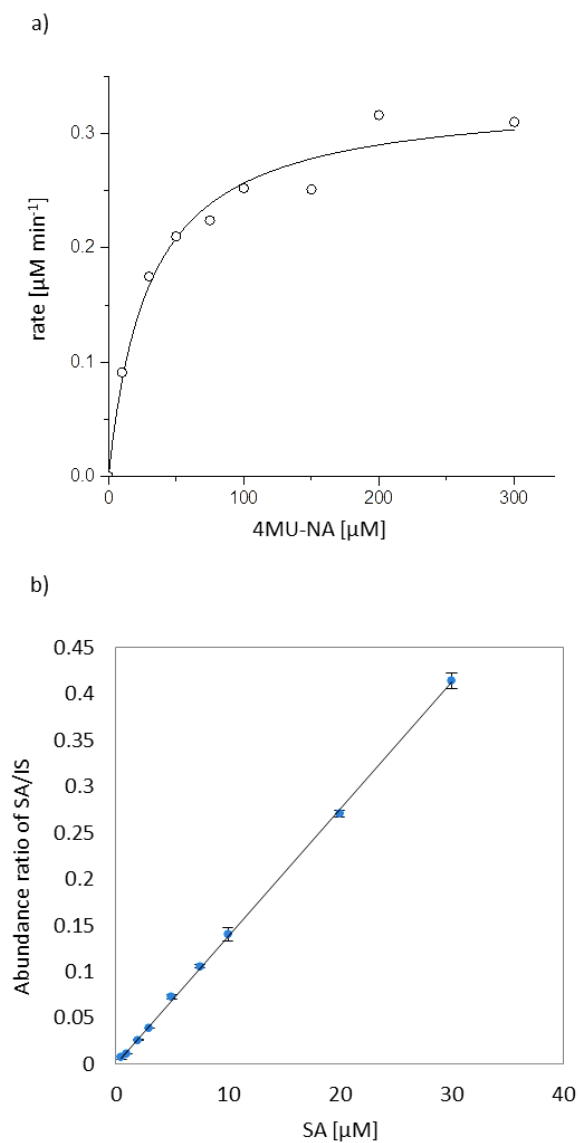 a)
0.3
0.2
0.1
0.0
rate [µM min⁻¹]
0 100 200 300
4MU-NA [µM]
b)
0.45
0.4
0.35
0.3
0.25
0.2
0.15
0.1
0.05
0
Abundance ratio of SA/IS
0 10 20 30 40
SA [µM]